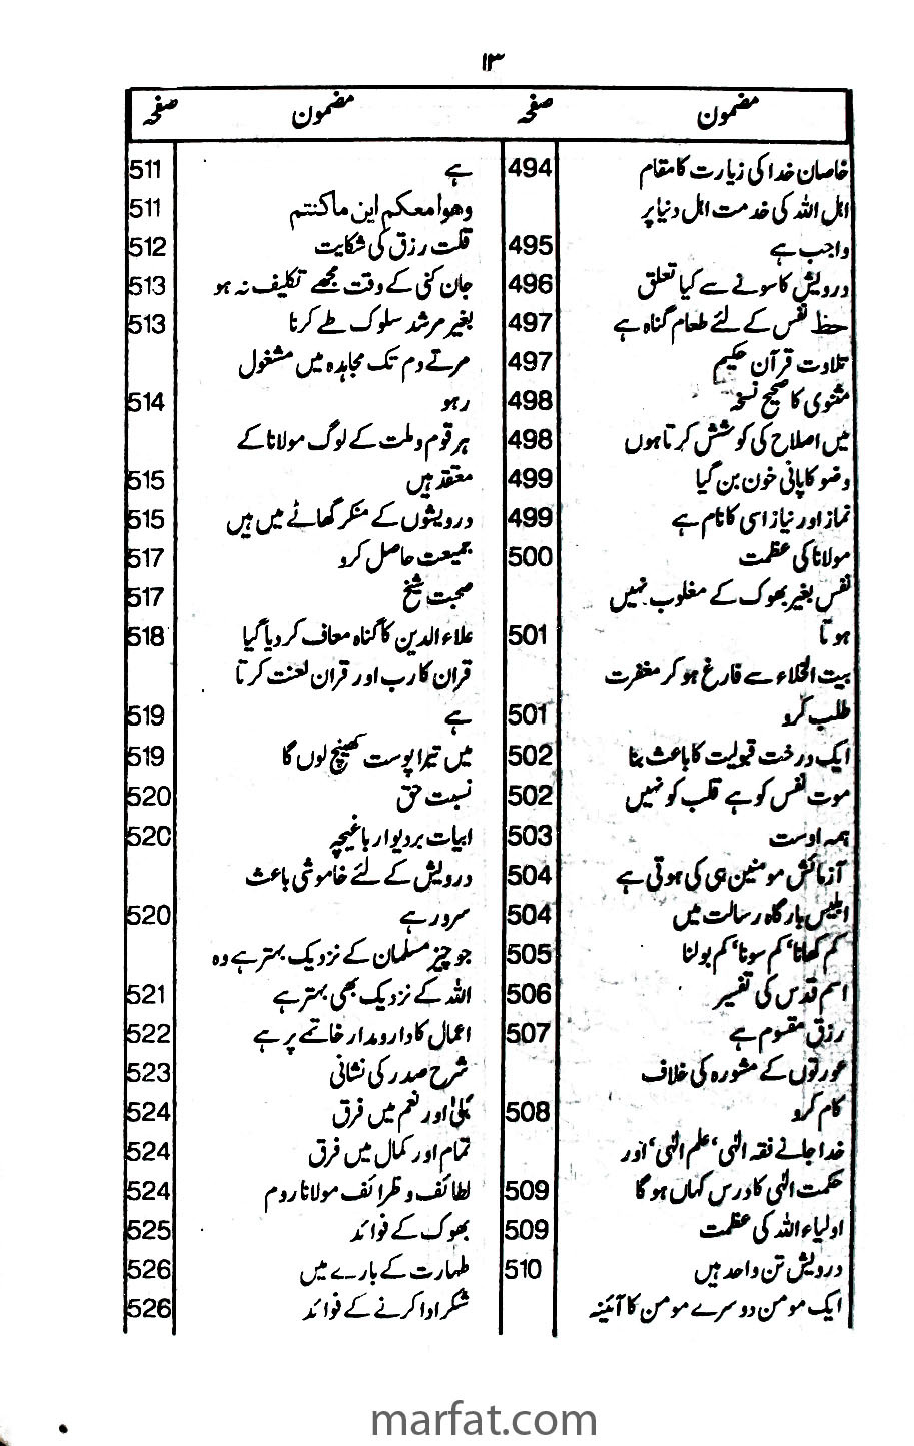 ۱۳
مضمون صفحہ
خاصان خدا کی زیارت کا مقام 494
اہل اللہ کی خدمت اہل دنیا پر
واجب ہے 495
درویش کا سونے سے کیا تعلق 496
حظ نفس کے لئے طعام گناہ ہے 497
تلاوت قرآن حکیم 497
مثنوی کا صحیح نسخہ 498
میں اصلاح کی کوشش کرتا ہوں 498
وضو کا پانی خون بن گیا 499
نماز اور نیاز اسی کا نام ہے 499
مولانا کی عظمت 500
نفس بغیر بھوک کے مغلوب نہیں
ہوتا 501
بیت الخلاء سے فارغ ہو کر مغفرت
طلب کرو 501
ایک درخت قبولیت کا باعث بنا 502
موت نفس کو ہے قلب کو نہیں 502
ہمہ اوست 503
آزمائش مومنین ہی کی ہوتی ہے 504
ابلیس بارگاہ رسالت میں 504
کم کھانا‘ کم سونا‘ کم بولنا 505
اسم قدس کی تفسیر 506
رزق مقسوم ہے 507
عورتوں کے مشورہ کی خلاف
کام کرو 508
خدا جانے فقہ الٰہی‘ علم الٰہی‘ اور
حکمت الٰہی کا درس کہاں ہو گا 509
اولیاء اللہ کی عظمت 509
درویش تن واحد ہیں 510
ایک مومن دوسرے مومن کا آئینہ
مضمون صفحہ
ہے 511
وھوا معکم این ما کنتم 511
قلت رزق کی شکایت 512
جان کنی کے وقت مجھے تکلیف نہ ہو 513
بغیر مرشد سلوک طے کرنا 513
مرتے دم تک مجاہدہ میں مشغول
رہو 514
ہر قوم و ملت کے لوگ مولانا کے
معتقد ہیں 515
درویشوں کے منکر گھاٹے میں ہیں 515
جمیعت حاصل کرو 517
صحبت شیخ 517
علاء الدین کا گناہ معاف کر دیا گیا 518
قران کا رب اور قران لعنت کرتا
ہے 519
میں تیرا پوست کھینچ لوں گا 519
نسبت حق 520
ابیات بر دیوار باغیچہ 520
درویش کے لئے خاموشی باعث
سرور ہے 520
جو چیز مسلمان کے نزدیک بہتر ہے وہ
اللہ کے نزدیک بھی بہتر ہے 521
اعمال کا دارومدار خاتمے پر ہے 522
شرح صدر کی نشانی 523
بلیٰ اور نعم میں فرق 524
تمام اور کمال میں فرق 524
لطائف و ظرائف مولانا روم 524
بھوک کے فوائد 525
طہارت کے بارے میں 526
شکر ادا کرنے کے فوائد 526
marfat.com